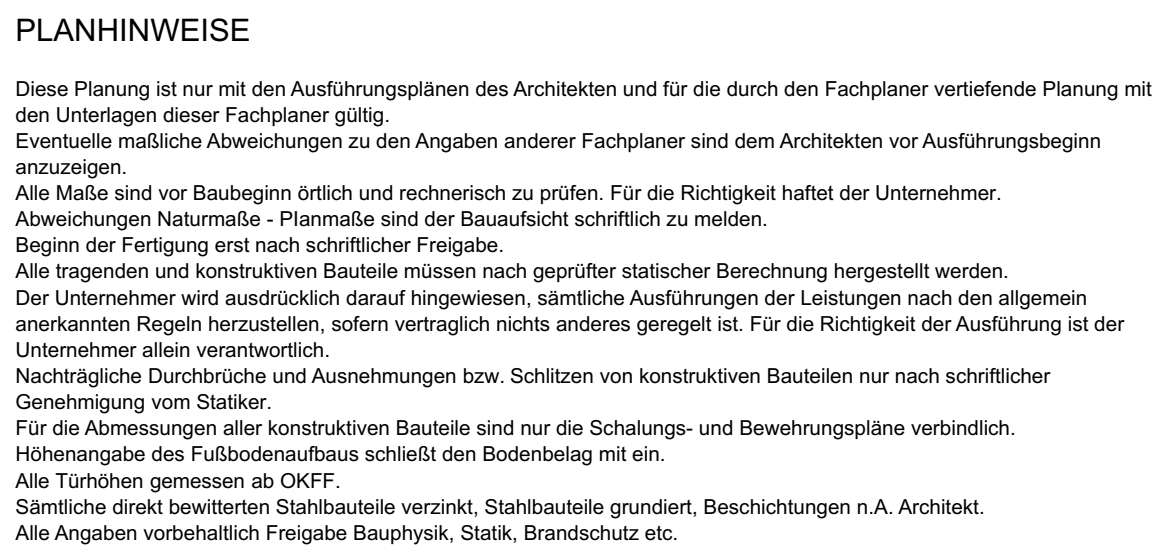 PLANHINWEISE
Diese Planung ist nur mit den Ausführungsplänen des Architekten und für die durch den Fachplaner vertiefende Planung mit
den Unterlagen dieser Fachplaner gültig.
Eventuelle maßliche Abweichungen zu den Angaben anderer Fachplaner sind dem Architekten vor Ausführungsbeginn
anzuzeigen.
Alle Maße sind vor Baubeginn örtlich und rechnerisch zu prüfen. Für die Richtigkeit haftet der Unternehmer.
Abweichungen Naturmaße - Planmaße sind der Bauaufsicht schriftlich zu melden.
Beginn der Fertigung erst nach schriftlicher Freigabe.
Alle tragenden und konstruktiven Bauteile müssen nach geprüfter statischer Berechnung hergestellt werden.
Der Unternehmer wird ausdrücklich darauf hingewiesen, sämtliche Ausführungen der Leistungen nach den allgemein
anerkannten Regeln herzustellen, sofern vertraglich nichts anderes geregelt ist. Für die Richtigkeit der Ausführung ist der
Unternehmer allein verantwortlich.
Nachträgliche Durchbrüche und Ausnehmungen bzw. Schlitzen von konstruktiven Bauteilen nur nach schriftlicher
Genehmigung vom Statiker.
Für die Abmessungen aller konstruktiven Bauteile sind nur die Schalungs- und Bewehrungspläne verbindlich.
Höhenangabe des Fußbodenaufbaus schließt den Bodenbelag mit ein.
Alle Türhöhen gemessen ab OKFF.
Sämtliche direkt bewitterten Stahlbauteile verzinkt, Stahlbauteile grundiert, Beschichtungen n.A. Architekt.
Alle Angaben vorbehaltlich Freigabe Bauphysik, Statik, Brandschutz etc.